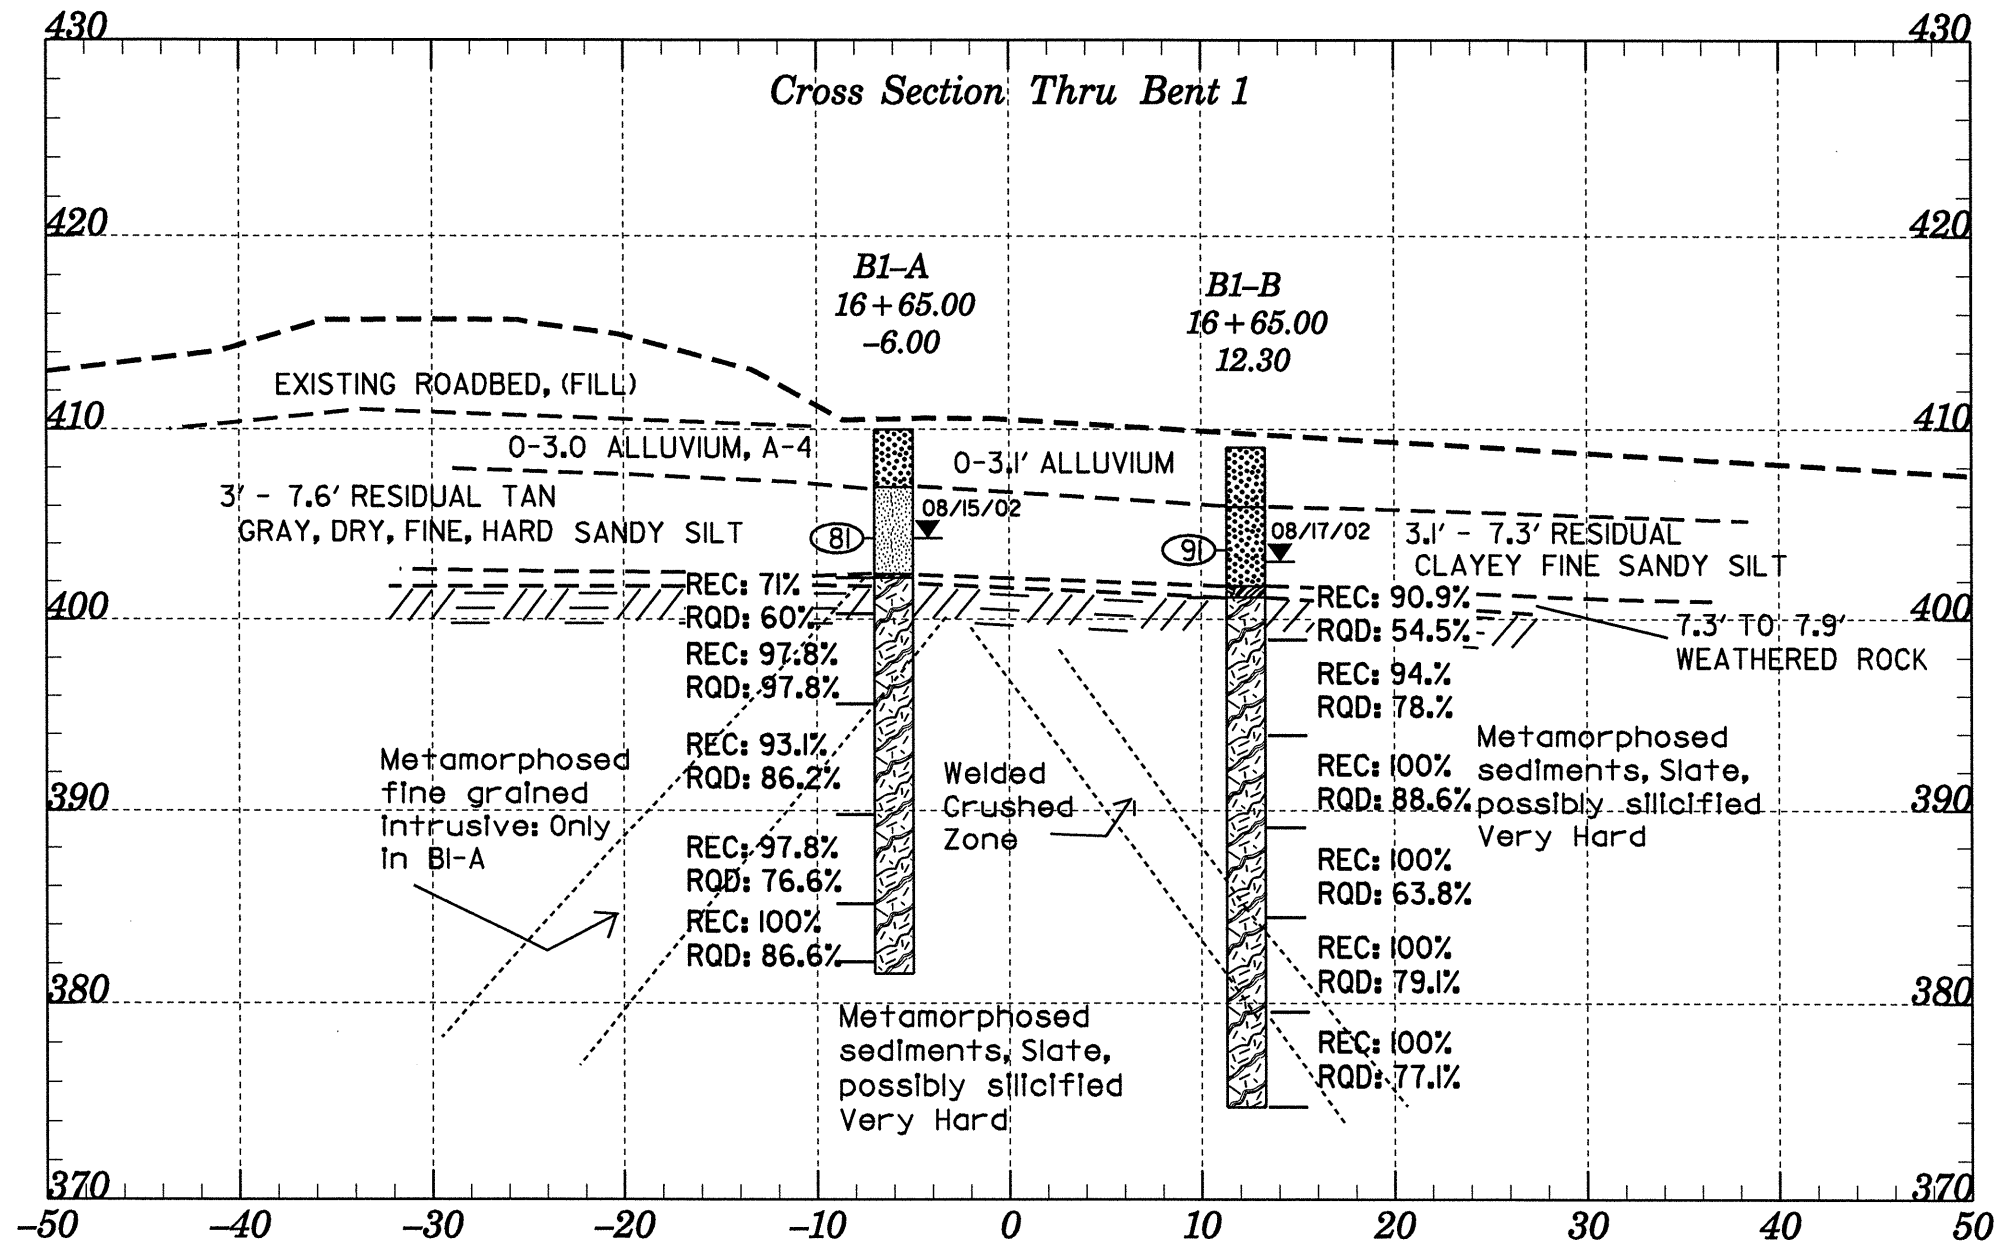 430 430
Cross Section Thru Bent 1
420 420
B1–A
16+65.00
–6.00
B1–B
16+65.00
12.30
EXISTING ROADBED, (FILL)
410 410
0-3.0 ALLUVIUM, A-4
0-3.1' ALLUVIUM
3' - 7.6' RESIDUAL TAN
GRAY, DRY, FINE, HARD SANDY SILT
81
08/15/02
91
08/17/02
3.1' - 7.3' RESIDUAL
CLAYEY FINE SANDY SILT
400 400
REC: 71%
RQD: 60%
REC: 97.8%
RQD: 97.8%
REC: 93.1%
RQD: 86.2%
REC: 97.8%
RQD: 76.6%
REC: 100%
RQD: 86.6%
REC: 90.9%
RQD: 54.5%
REC: 94.%
RQD: 78.%
REC: 100%
RQD: 88.6%
REC: 100%
RQD: 63.8%
REC: 100%
RQD: 79.1%
REC: 100%
RQD: 77.1%
7.3' TO 7.9'
WEATHERED ROCK
Metamorphosed
fine grained
intrusive: Only
in B1-A
Welded
Crushed
Zone
Metamorphosed
sediments, Slate,
possibly silicified
Very Hard
390 390
380 380
Metamorphosed
sediments, Slate,
possibly silicified
Very Hard
370 370
–50 –40 –30 –20 –10 0 10 20 30 40 50